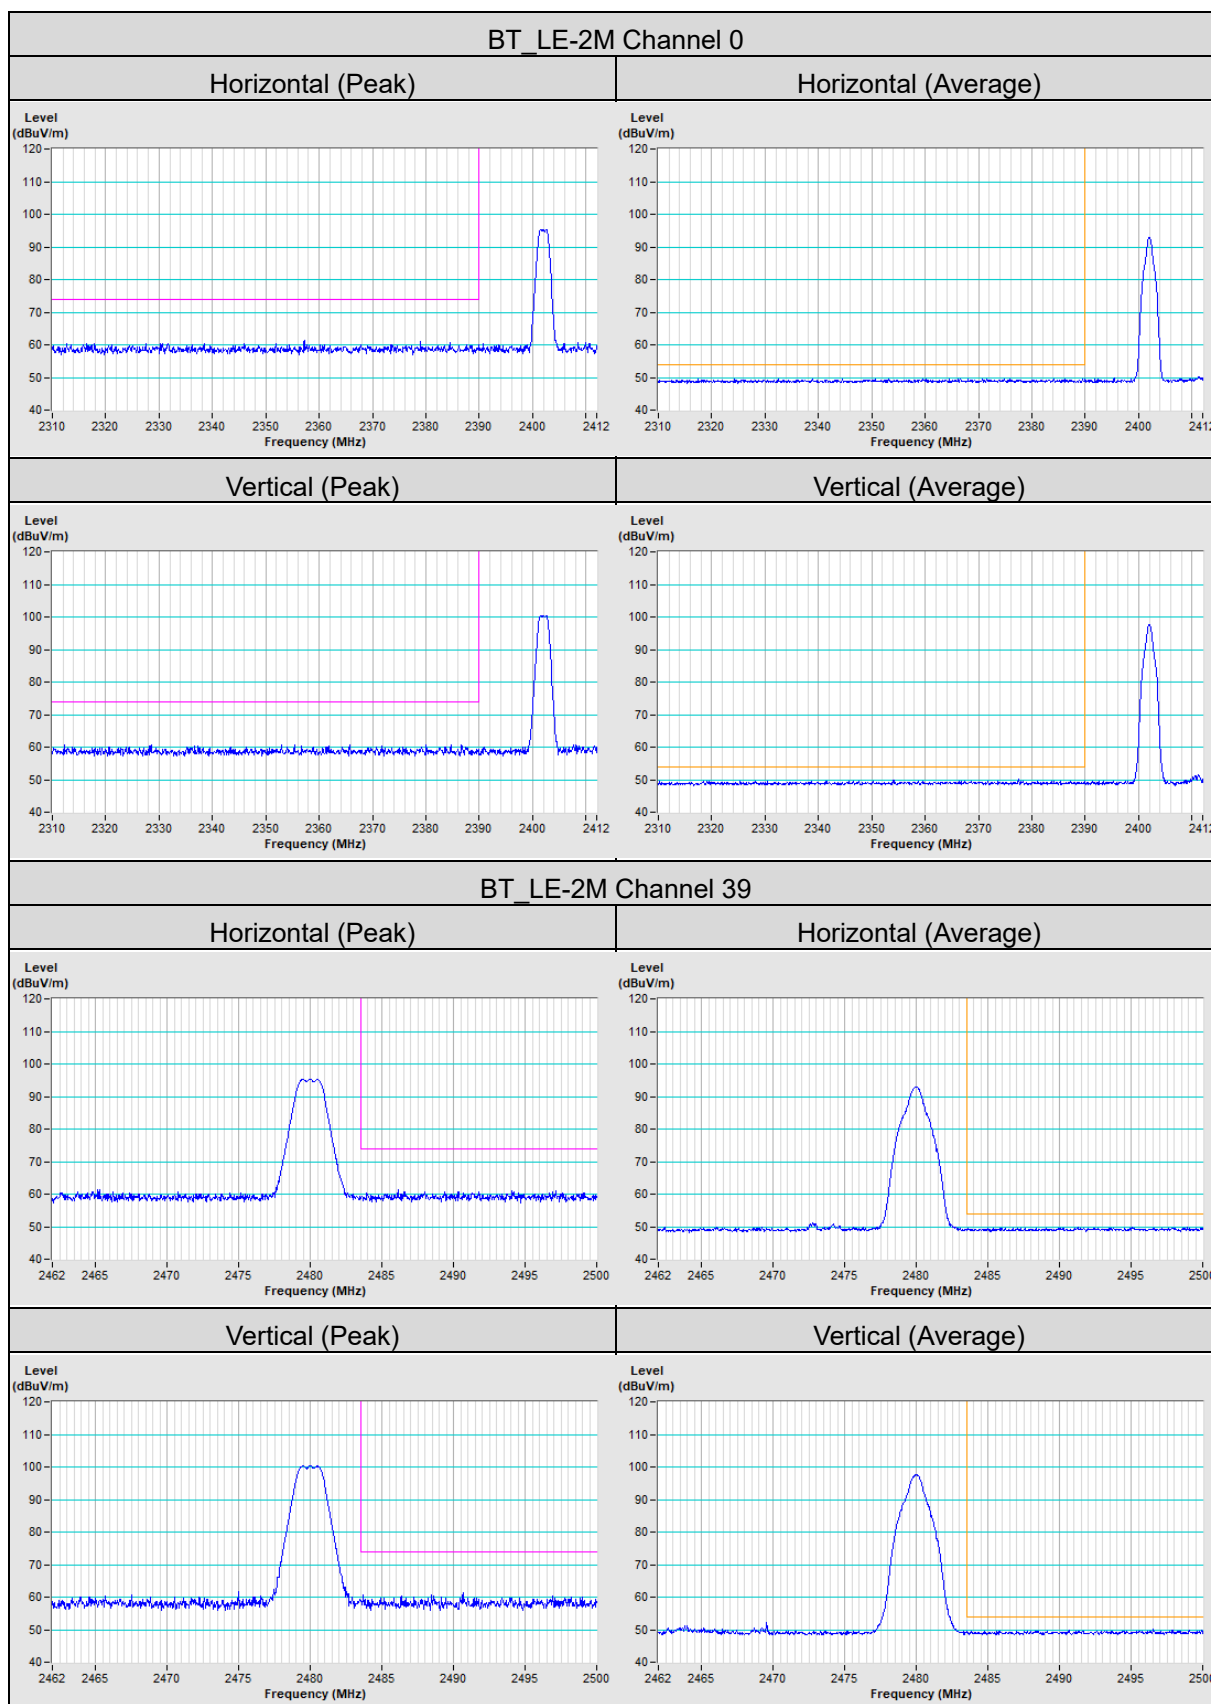 BT_LE-2M Channel 0
Horizontal (Peak)
Horizontal (Average)
Level
(dBuV/m)
120
110
100
90
80
70
60
50
40
2310 2320 2330 2340 2350 2360 2370 2380 2390 2400 2412
Frequency (MHz)
Level
(dBuV/m)
120
110
100
90
80
70
60
50
40
2310 2320 2330 2340 2350 2360 2370 2380 2390 2400 2412
Frequency (MHz)
Vertical (Peak)
Vertical (Average)
Level
(dBuV/m)
120
110
100
90
80
70
60
50
40
2310 2320 2330 2340 2350 2360 2370 2380 2390 2400 2412
Frequency (MHz)
Level
(dBuV/m)
120
110
100
90
80
70
60
50
40
2310 2320 2330 2340 2350 2360 2370 2380 2390 2400 2412
Frequency (MHz)
BT_LE-2M Channel 39
Horizontal (Peak)
Horizontal (Average)
Level
(dBuV/m)
120
110
100
90
80
70
60
50
40
2462 2465 2470 2475 2480 2485 2490 2495 2500
Frequency (MHz)
Level
(dBuV/m)
120
110
100
90
80
70
60
50
40
2462 2465 2470 2475 2480 2485 2490 2495 2500
Frequency (MHz)
Vertical (Peak)
Vertical (Average)
Level
(dBuV/m)
120
110
100
90
80
70
60
50
40
2462 2465 2470 2475 2480 2485 2490 2495 2500
Frequency (MHz)
Level
(dBuV/m)
120
110
100
90
80
70
60
50
40
2462 2465 2470 2475 2480 2485 2490 2495 2500
Frequency (MHz)